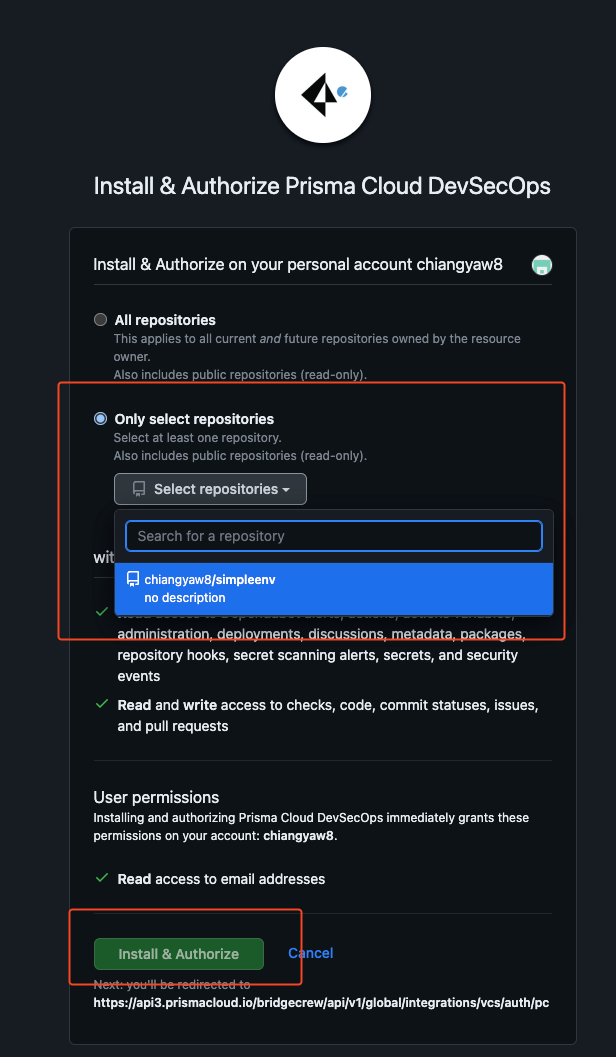 Install & Authorize Prisma Cloud DevSecOps
Install & Authorize on your personal account chiangyaw8
All repositories
This applies to all current and future repositories owned by the resource
owner.
Also includes public repositories (read-only).
Only select repositories
Select at least one repository.
Also includes public repositories (read-only).
Select repositories
Search for a repository
wit
chiangyaw8/simpleenv
no description
administration, deployments, discussions, metadata, packages,
repository hooks, secret scanning alerts, secrets, and security
events
Read and write access to checks, code, commit statuses, issues,
and pull requests
User permissions
Installing and authorizing Prisma Cloud DevSecOps immediately grants these
permissions on your account: chiangyaw8.
Read access to email addresses
Install & Authorize
Cancel
Next: you'll be redirected to
https://api3.prismacloud.io/bridgecrew/api/v1/global/integrations/vcs/auth/pc